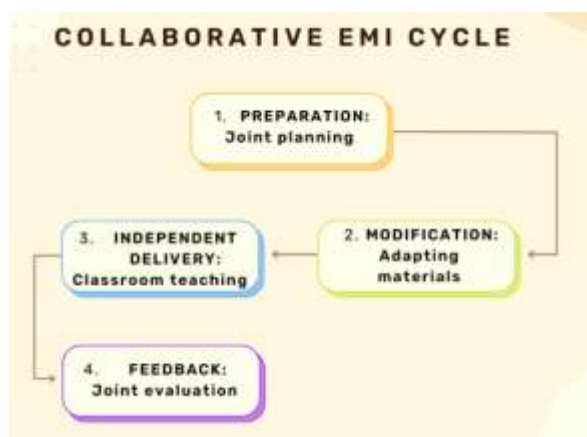 COLLABORATIVE EMI CYCLE
1. PREPARATION:
Joint planning
2. MODIFICATION:
Adapting
materials
3. INDEPENDENT
DELIVERY:
Classroom teaching
4. FEEDBACK:
Joint evaluation